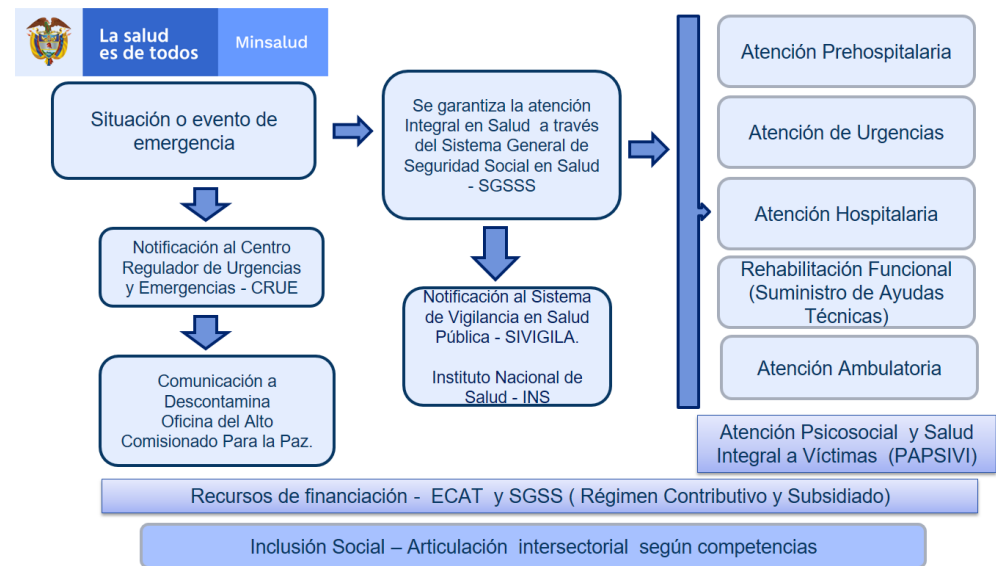 La salud
es de todos
Minsalud
Situación o evento de
emergencia
Notificación al Centro
Regulador de Urgencias
y Emergencias - CRUE
Comunicación a
Descontamina
Oficina del Alto
Comisionado Para la Paz.
Se garantiza la atención
Integral en Salud a través
del Sistema General de
Seguridad Social en Salud
- SGSSS
Notificación al Sistema
de Vigilancia en Salud
Pública - SIVIGILA.
Instituto Nacional de
Salud - INS
Atención Prehospitalaria
Atención de Urgencias
Atención Hospitalaria
Rehabilitación Funcional
(Suministro de Ayudas
Técnicas)
Atención Ambulatoria
Atención Psicosocial y Salud
Integral a Víctimas (PAPSIVI)
Recursos de financiación - ECAT y SGSS ( Régimen Contributivo y Subsidiado)
Inclusión Social – Articulación intersectorial según competencias